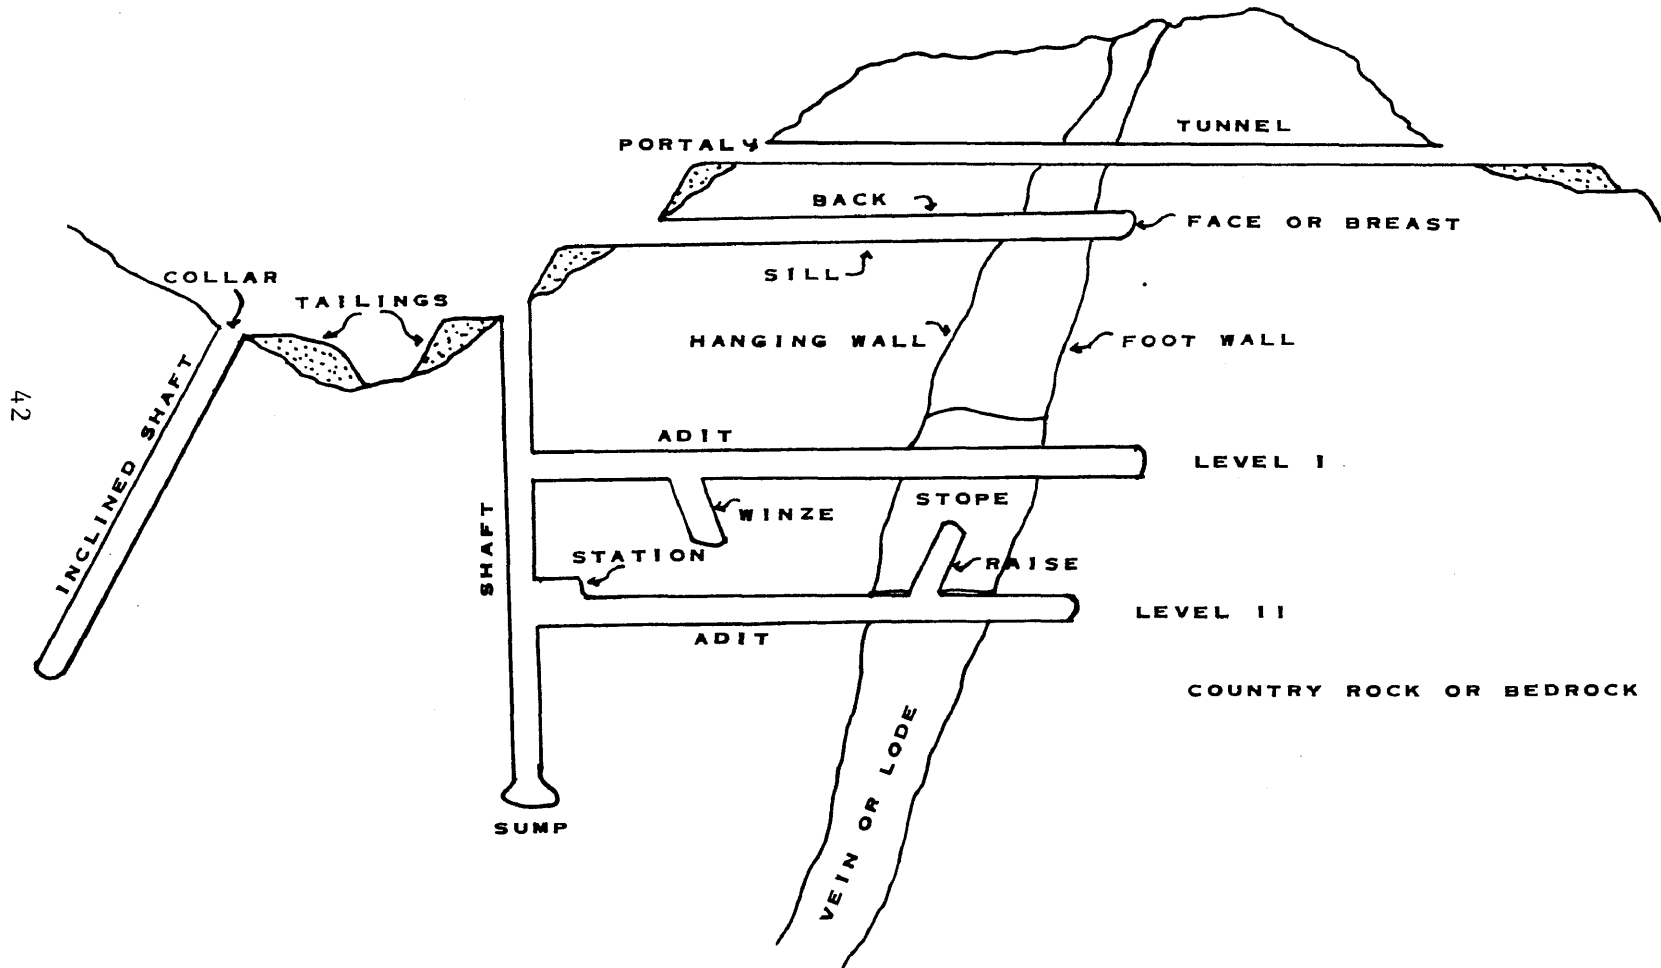 TUNNEL
PORTAL
BACK
FACE OR BREAST
SILL
COLLAR
TAILINGS
HANGING WALL
FOOT WALL
INCLINED SHAFT
42
ADIT
LEVEL I
STOPE
WINZE
SHAFT
STATION
RAISE
LEVEL II
ADIT
COUNTRY ROCK OR BEDROCK
VEIN OR LODE
SUMP